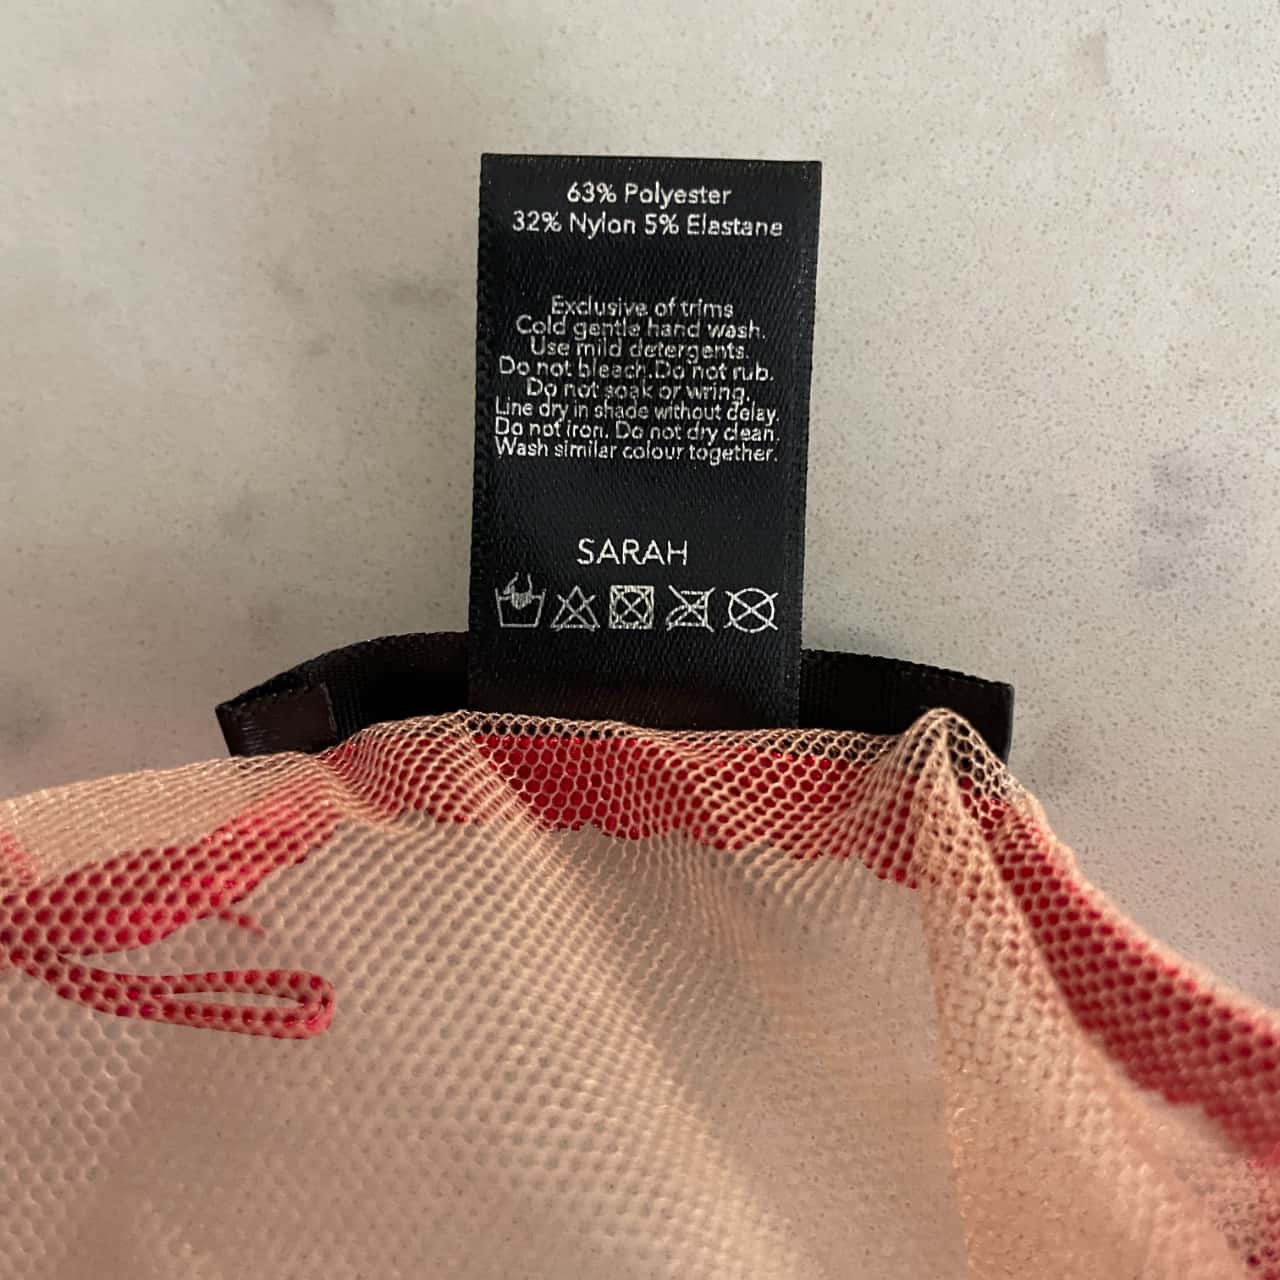 63% Polyester
32% Nylon 5% Elastane
Exclusive of trims
Cold gentle hand wash.
Use mild detergents.
Do not bleach.Do not rub.
Do not soak or wring.
Line dry in shade without delay.
Do not iron. Do not dry clean.
Wash similar colour together.
SARAH